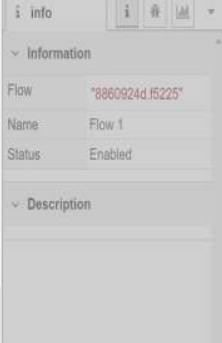 i info
Information
Flow "8860924d.f5225"
Name Flow 1
Status Enabled
Description